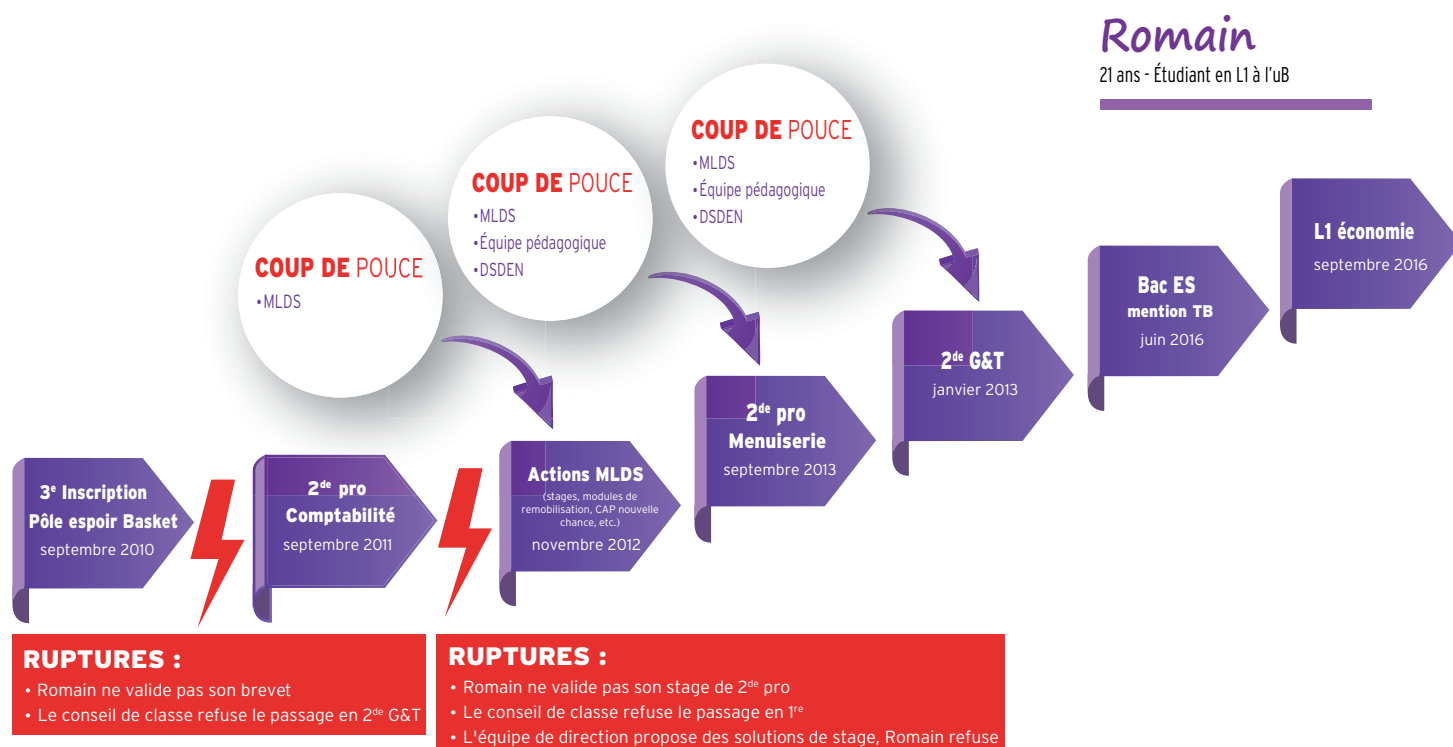 Romain
21 ans - Étudiant en L1 à l'uB
COUP DE POUCE
•MLDS
COUP DE POUCE
•MLDS
•Équipe pédagogique
•DSDEN
COUP DE POUCE
•MLDS
•Équipe pédagogique
•DSDEN
3e Inscription
Pôle espoir Basket
septembre 2010
2de pro
Comptabilité
septembre 2011
Actions MLDS
(stages, modules de
remobilisation, CAP nouvelle
chance, etc.)
novembre 2012
2de pro
Menuiserie
septembre 2013
2de G&T
janvier 2013
Bac ES
mention TB
juin 2016
L1 économie
septembre 2016
RUPTURES :
• Romain ne valide pas son brevet
• Le conseil de classe refuse le passage en 2de G&T
RUPTURES :
• Romain ne valide pas son stage de 2de pro
• Le conseil de classe refuse le passage en 1re
• L'équipe de direction propose des solutions de stage, Romain refuse